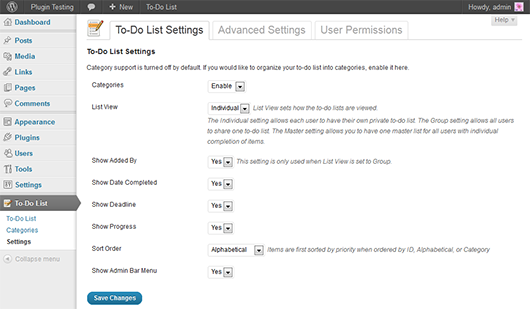 Plugin Testing + New To-Do List Howdy, admin
Help
Dashboard
Posts
Media
Links
Pages
Comments
Appearance
Plugins
Users
Tools
Settings
To-Do List
To-Do List
Categories
Settings
Collapse menu
To-Do List Settings Advanced Settings User Permissions
To-Do List Settings
Category support is turned off by default. If you would like to organize your to-do list into categories, enable it here.
Categories Enable
List View Individual List View sets how the to-do lists are viewed.
The Individual setting allows each user to have their own private to-do list. The Group setting allows all users
to share one to-do list. The Master setting allows you to have one master list for all users with individual
completion of items.
Show Added By Yes This setting is only used when List View is set to Group.
Show Date Completed Yes
Show Deadline Yes
Show Progress Yes
Sort Order Alphabetical Items are first sorted by priority when ordered by ID, Alphabetical, or Category
Show Admin Bar Menu Yes
Save Changes